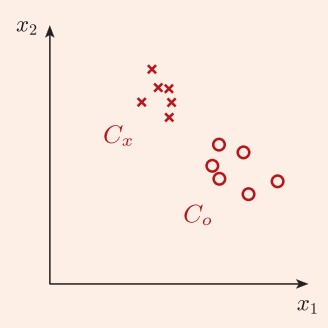 x₂
Cₓ
Cₒ
x₁